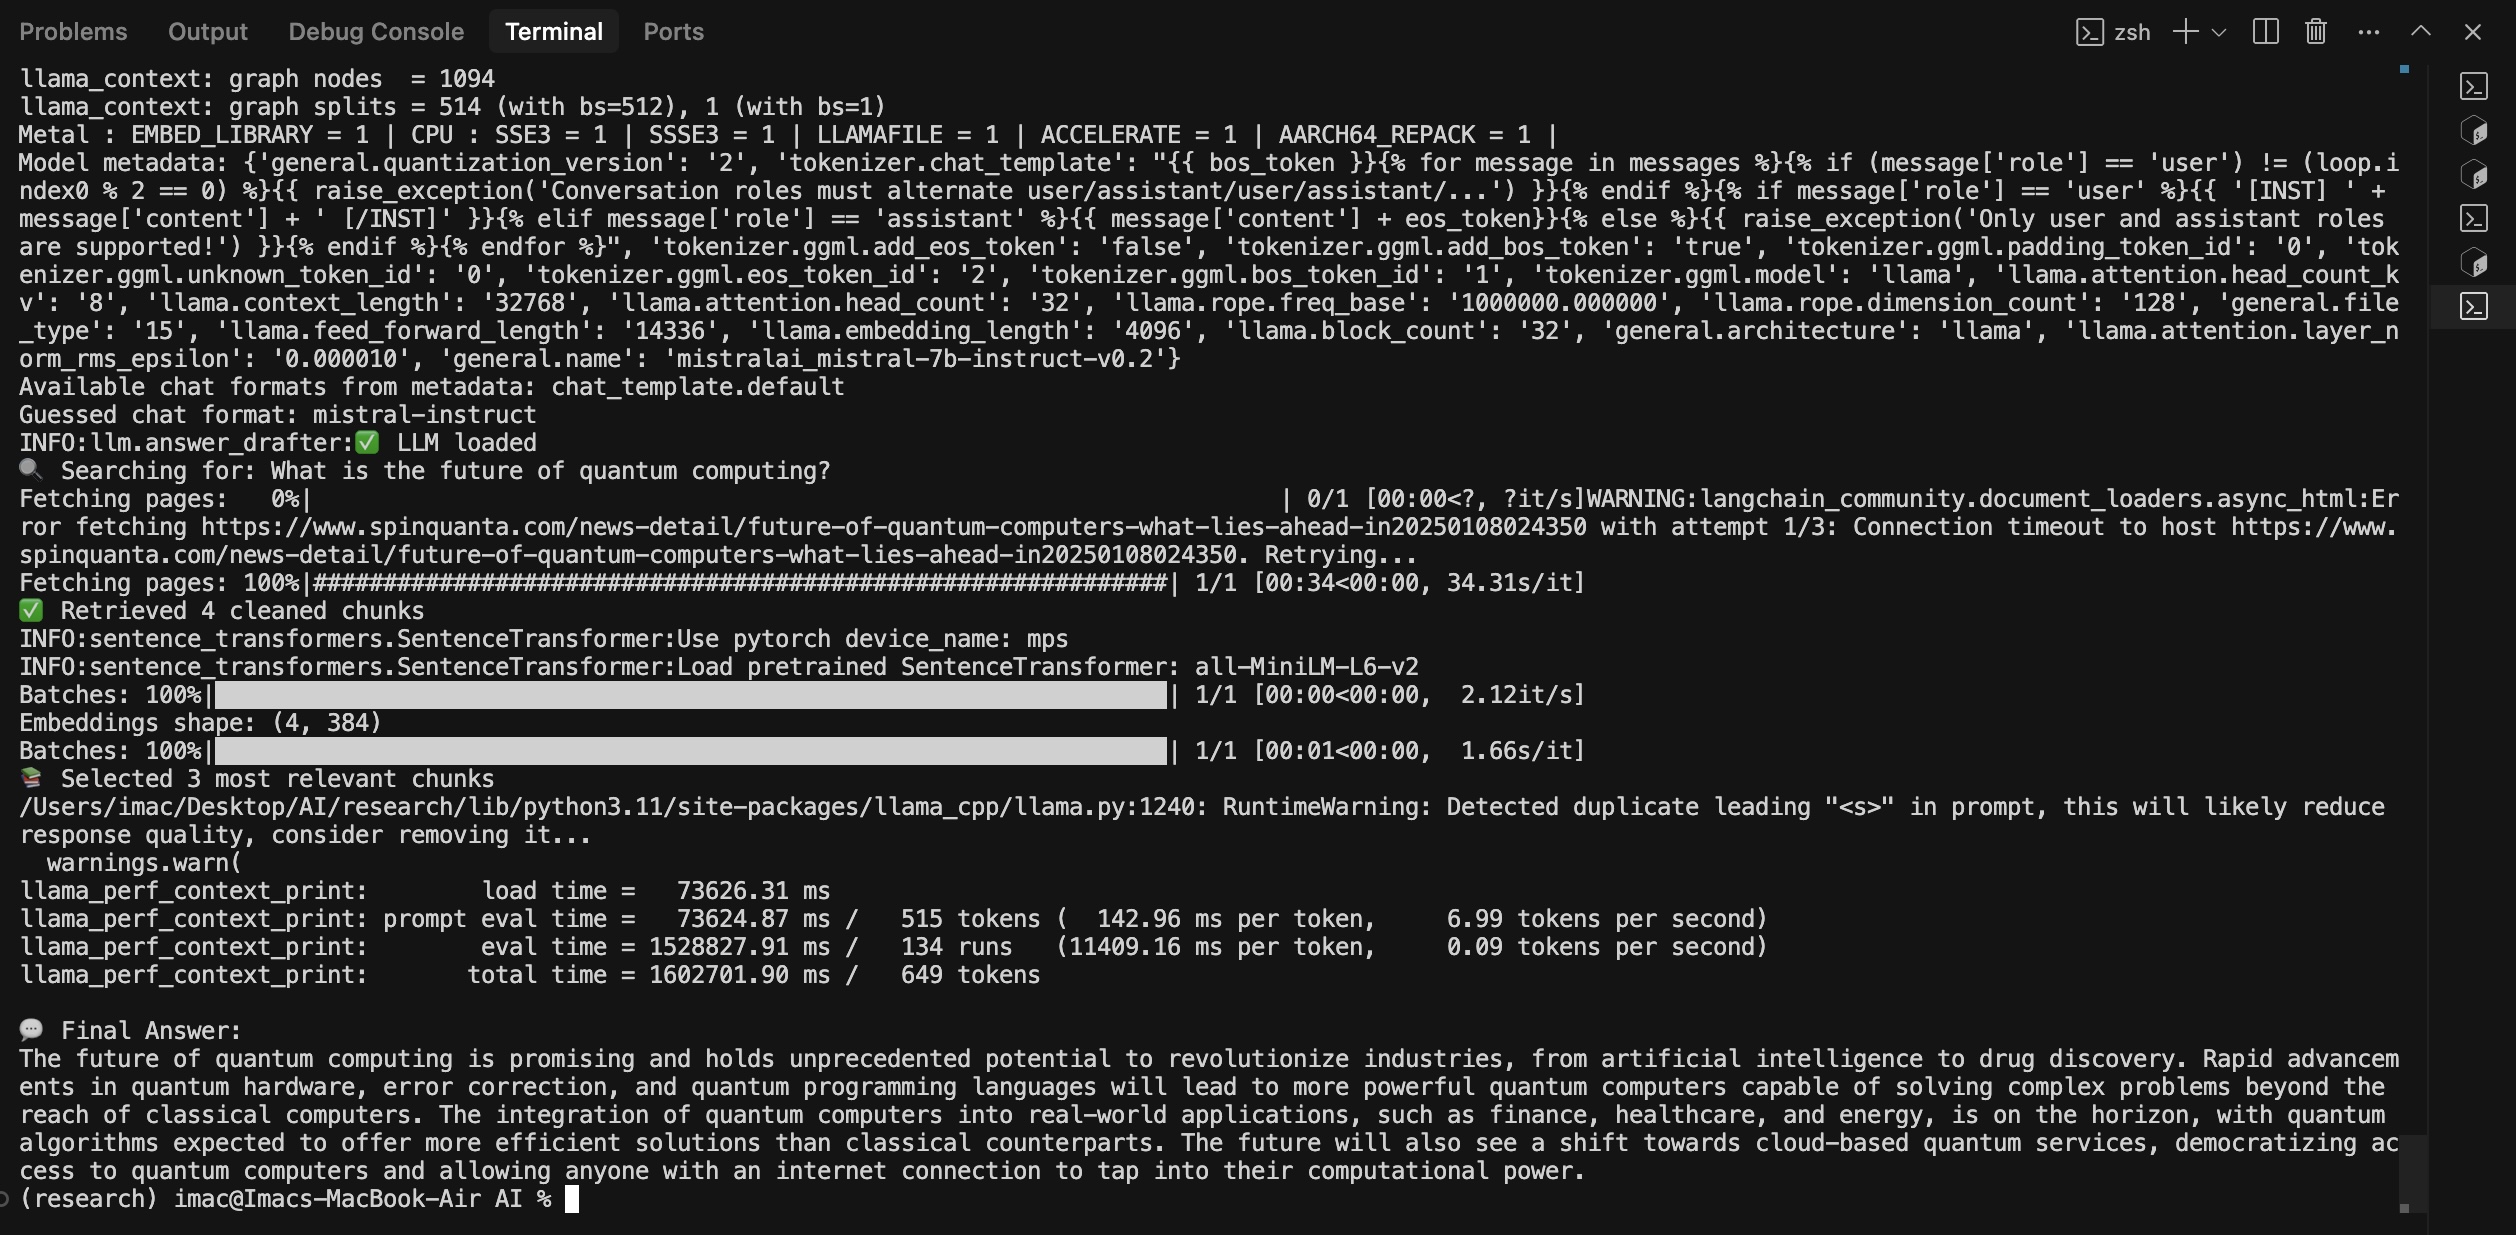 Problems Output Debug Console Terminal Ports zsh
llama_context: graph nodes  = 1094
llama_context: graph splits = 514 (with bs=512), 1 (with bs=1)
Metal : EMBED_LIBRARY = 1 | CPU : SSE3 = 1 | SSSE3 = 1 | LLAMAFILE = 1 | ACCELERATE = 1 | AARCH64_REPACK = 1 |
Model metadata: {'general.quantization_version': '2', 'tokenizer.chat_template': "{{ bos_token }}{% for message in messages %}{% if (message['role'] == 'user') != (loop.i
ndex0 % 2 == 0) %}{{ raise_exception('Conversation roles must alternate user/assistant/user/assistant/...') }}{% endif %}{% if message['role'] == 'user' %}{{ '[INST] ' +
message['content'] + ' [/INST]' }}{% elif message['role'] == 'assistant' %}{{ message['content'] + eos_token}}{% else %}{{ raise_exception('Only user and assistant roles
are supported!') }}{% endif %}{% endfor %}", 'tokenizer.ggml.add_eos_token': 'false', 'tokenizer.ggml.add_bos_token': 'true', 'tokenizer.ggml.padding_token_id': '0', 'tok
enizer.ggml.unknown_token_id': '0', 'tokenizer.ggml.eos_token_id': '2', 'tokenizer.ggml.bos_token_id': '1', 'tokenizer.ggml.model': 'llama', 'llama.attention.head_count_k
v': '8', 'llama.context_length': '32768', 'llama.attention.head_count': '32', 'llama.rope.freq_base': '1000000.000000', 'llama.rope.dimension_count': '128', 'general.file
_type': '15', 'llama.feed_forward_length': '14336', 'llama.embedding_length': '4096', 'llama.block_count': '32', 'general.architecture': 'llama', 'llama.attention.layer_n
orm_rms_epsilon': '0.000010', 'general.name': 'mistralai_mistral-7b-instruct-v0.2'}
Available chat formats from metadata: chat_template.default
Guessed chat format: mistral-instruct
INFO:llm.answer_drafter:✅ LLM loaded
🔍 Searching for: What is the future of quantum computing?
Fetching pages:   0%|          | 0/1 [00:00<?, ?it/s]WARNING:langchain_community.document_loaders.async_html:Er
ror fetching https://www.spinquanta.com/news-detail/future-of-quantum-computers-what-lies-ahead-in20250108024350 with attempt 1/3: Connection timeout to host https://www.
spinquanta.com/news-detail/future-of-quantum-computers-what-lies-ahead-in20250108024350. Retrying...
Fetching pages: 100%|#############################################################| 1/1 [00:34<00:00, 34.31s/it]
✅ Retrieved 4 cleaned chunks
INFO:sentence_transformers.SentenceTransformer:Use pytorch device_name: mps
INFO:sentence_transformers.SentenceTransformer:Load pretrained SentenceTransformer: all-MiniLM-L6-v2
Batches: 100%|          | 1/1 [00:00<00:00,  2.12it/s]
Embeddings shape: (4, 384)
Batches: 100%|          | 1/1 [00:01<00:00,  1.66s/it]
📚 Selected 3 most relevant chunks
/Users/imac/Desktop/AI/research/lib/python3.11/site-packages/llama_cpp/llama.py:1240: RuntimeWarning: Detected duplicate leading "<s>" in prompt, this will likely reduce
response quality, consider removing it...
  warnings.warn(
llama_perf_context_print:        load time =   73626.31 ms
llama_perf_context_print: prompt eval time =   73624.87 ms /   515 tokens (  142.96 ms per token,     6.99 tokens per second)
llama_perf_context_print:        eval time = 1528827.91 ms /   134 runs   (11409.16 ms per token,     0.09 tokens per second)
llama_perf_context_print:       total time = 1602701.90 ms /   649 tokens
💬 Final Answer:
The future of quantum computing is promising and holds unprecedented potential to revolutionize industries, from artificial intelligence to drug discovery. Rapid advancem
ents in quantum hardware, error correction, and quantum programming languages will lead to more powerful quantum computers capable of solving complex problems beyond the
reach of classical computers. The integration of quantum computers into real-world applications, such as finance, healthcare, and energy, is on the horizon, with quantum
algorithms expected to offer more efficient solutions than classical counterparts. The future will also see a shift towards cloud-based quantum services, democratizing ac
cess to quantum computers and allowing anyone with an internet connection to tap into their computational power.
(research) imac@Imacs-MacBook-Air AI %